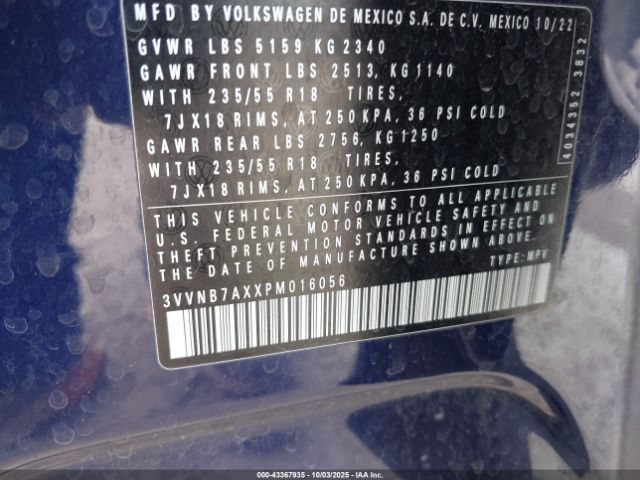 MFD BY VOLKSWAGEN DE MEXICO S.A. DE C.V. MEXICO 10/22
GVWR LBS 5159 KG 2340
GAWR FRONT LBS 2513, KG 1140
WITH 235/55 R18 TIRES,
7JX18 RIMS, AT 250 KPA, 36 PSI COLD
GAWR REAR LBS 2756, KG 1250
WITH 235/55 R18 TIRES,
7JX18 RIMS, AT 250 KPA, 36 PSI COLD
THIS VEHICLE CONFORMS TO ALL APPLICABLE
U.S. FEDERAL MOTOR VEHICLE SAFETY AND
THEFT PREVENTION STANDARDS IN EFFECT ON
THE DATE OF MANUFACTURE SHOWN ABOVE.
3VVNB7AXXPM016056 TYPE: MPV
4034352 3832
000-43367935 - 10/03/2025 - IAAI.COM